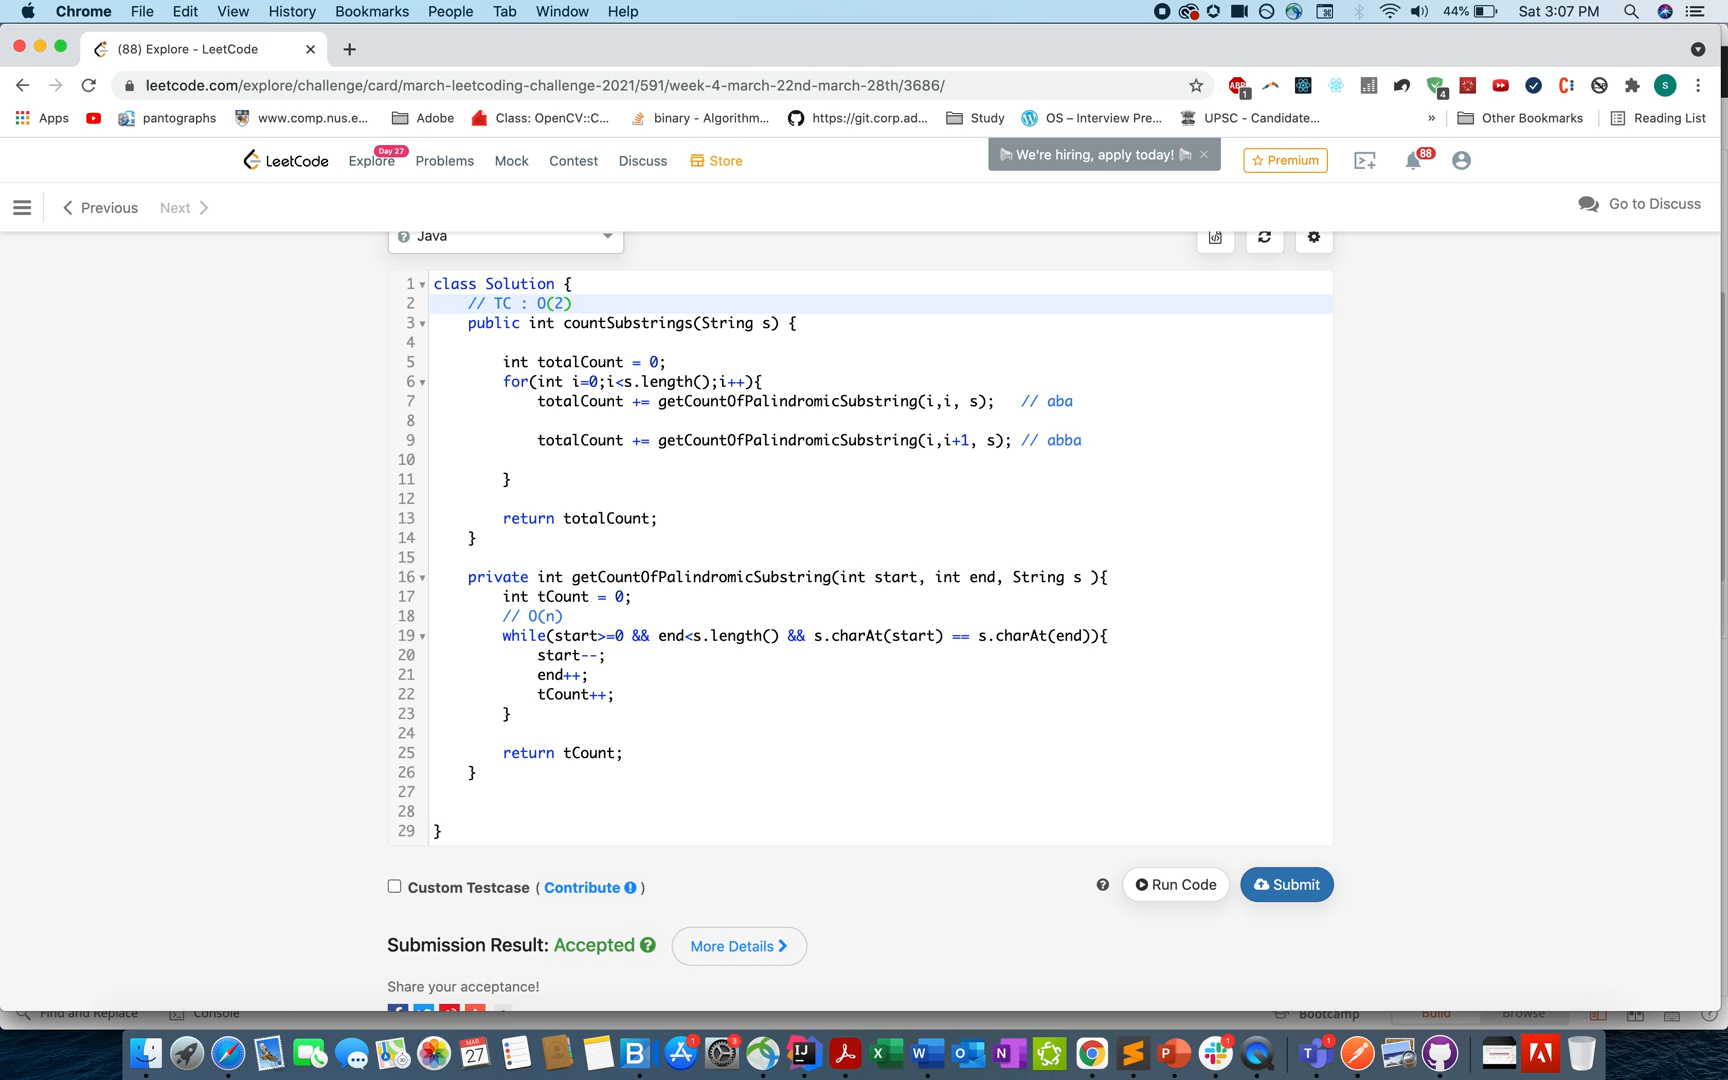 Chrome File Edit View History Bookmarks People Tab Window Help 44% Sat 3:07 PM
(88) Explore - LeetCode
leetcode.com/explore/challenge/card/march-leetcoding-challenge-2021/591/week-4-march-22nd-march-28th/3686/
Apps pantographs www.comp.nus.e... Adobe Class: OpenCV::C... binary - Algorithm... https://git.corp.ad... Study OS – Interview Pre... UPSC - Candidate... » Other Bookmarks Reading List
LeetCode Explore Day 27 Problems Mock Contest Discuss Store We're hiring, apply today! Premium 88
Previous Next Go to Discuss
Java
1 class Solution {
2 // TC : O(2)
3 public int countSubstrings(String s) {
4
5 int totalCount = 0;
6 for(int i=0;i<s.length();i++){
7 totalCount += getCountOfPalindromicSubstring(i,i, s); // aba
8
9 totalCount += getCountOfPalindromicSubstring(i,i+1, s); // abba
10
11 }
12
13 return totalCount;
14 }
15
16 private int getCountOfPalindromicSubstring(int start, int end, String s ){
17 int tCount = 0;
18 // O(n)
19 while(start>=0 && end<s.length() && s.charAt(start) == s.charAt(end)){
20 start--;
21 end++;
22 tCount++;
23 }
24
25 return tCount;
26 }
27
28
29 }
Custom Testcase ( Contribute )
Run Code Submit
Submission Result: Accepted More Details
Share your acceptance!
Find and Replace Console Bootcamp Build Browse
MAR 27